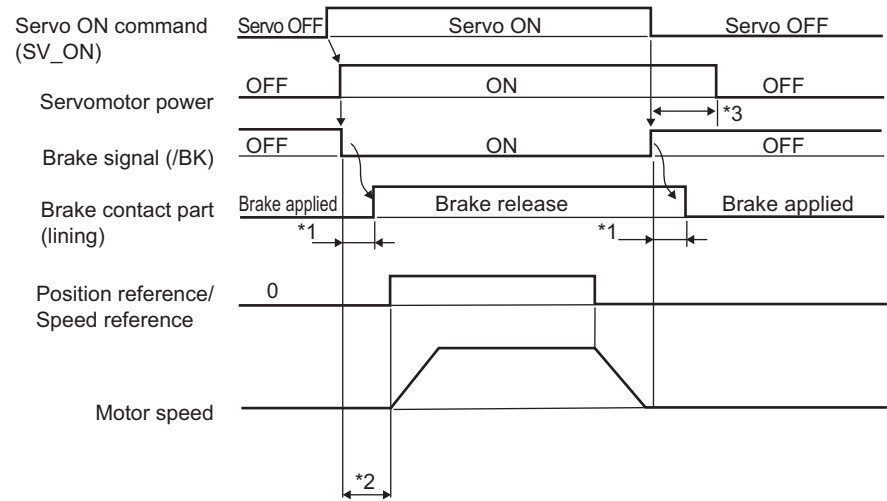 Servo ON command
(SV_ON)
Servo OFF
Servo ON
Servo OFF
Servomotor power
OFF
ON
OFF
*3
Brake signal (/BK)
OFF
ON
OFF
Brake contact part
(lining)
Brake applied
Brake release
Brake applied
*1
*1
Position reference/
Speed reference
0
Motor speed
*2